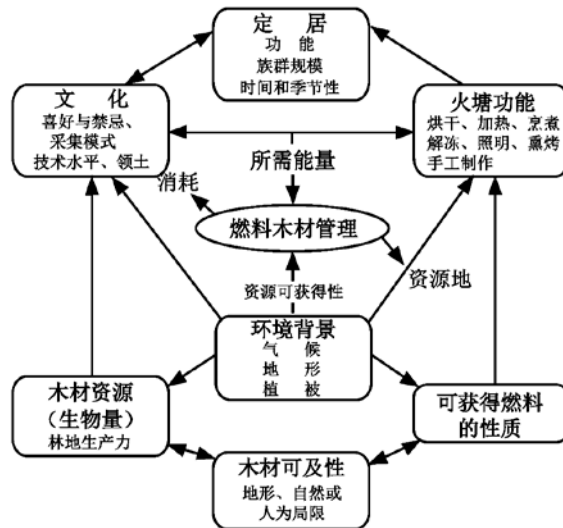 定 居
功 能
族群规模
时间和季节性
文 化
喜好与禁忌、
采集模式
技术水平、领土
火塘功能
烘干、加热、烹煮
解冻、照明、熏烤
手工制作
所需能量
消耗
燃料木材管理
资源地
资源可获得性
环境背景
气 候
地 形
植 被
木材资源
（生物量）
林地生产力
可获得燃料
的性质
木材可及性
地形、自然或
人为局限